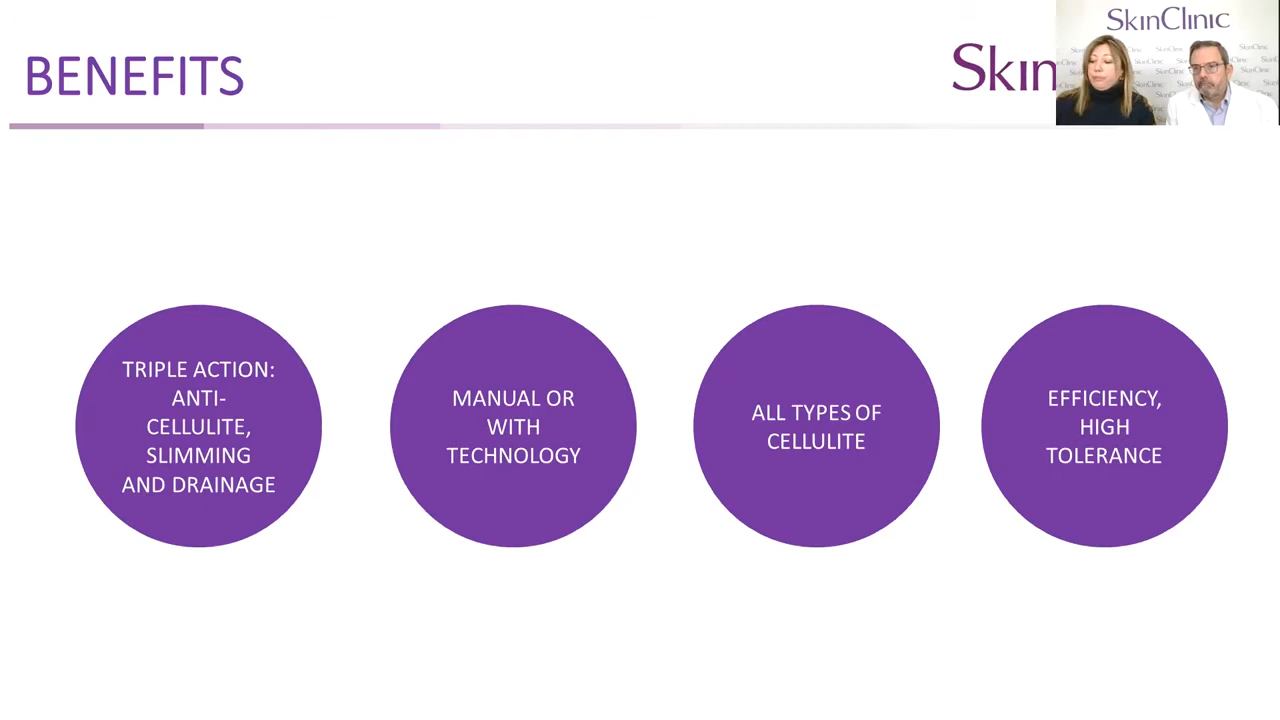 BENEFITS
Skin
SkinClinic
TRIPLE ACTION:
ANTI-
CELLULITE,
SLIMMING
AND DRAINAGE
MANUAL OR
WITH
TECHNOLOGY
ALL TYPES OF
CELLULITE
EFFICIENCY,
HIGH
TOLERANCE